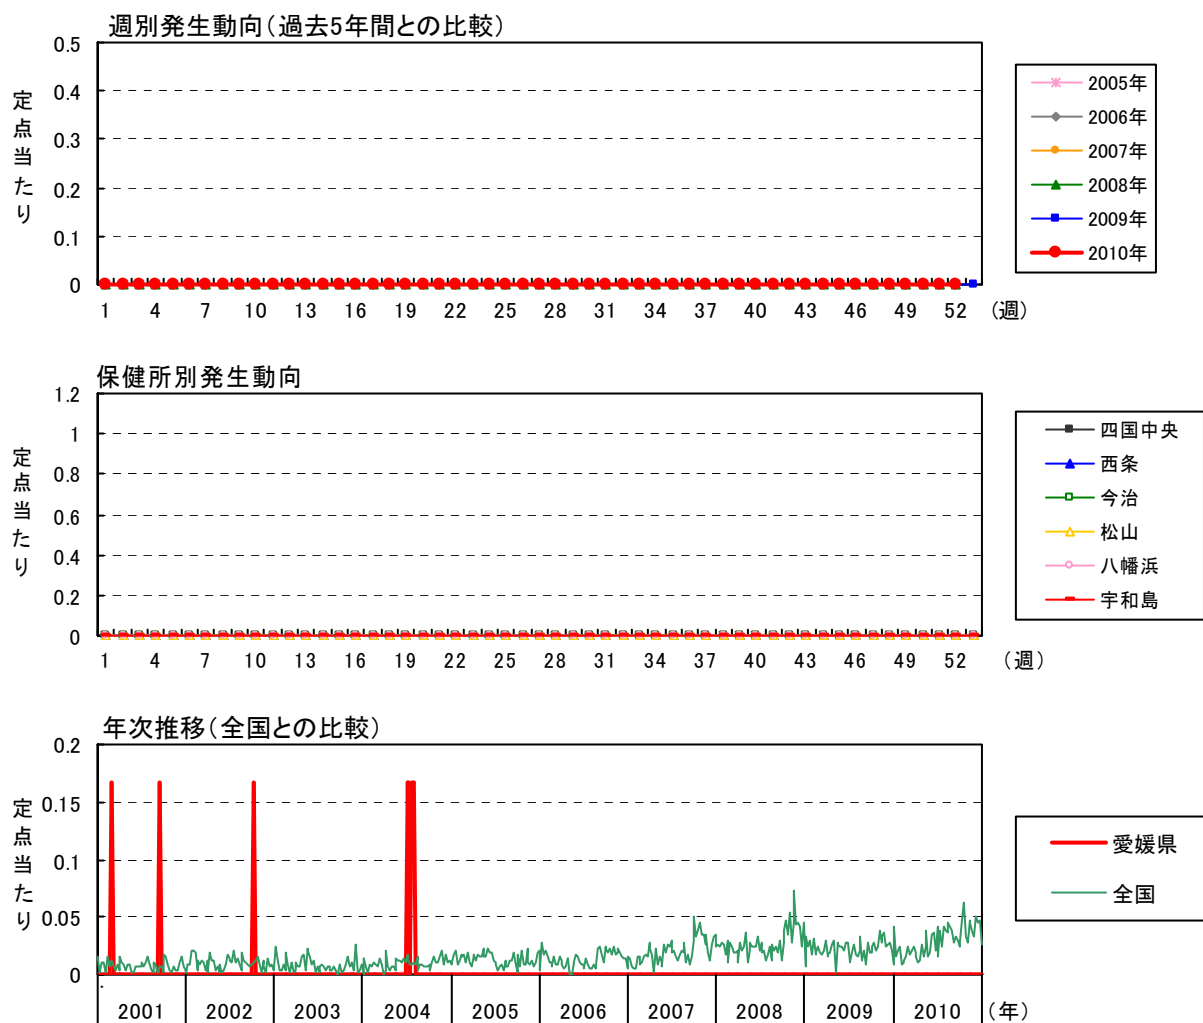 週別発生動向(過去5年間との比較)
定点当たり
0.5
0.4
0.3
0.2
0.1
0
1 4 7 10 13 16 19 22 25 28 31 34 37 40 43 46 49 52 (週)
2005年
2006年
2007年
2008年
2009年
2010年
保健所別発生動向
定点当たり
1.2
1
0.8
0.6
0.4
0.2
0
1 4 7 10 13 16 19 22 25 28 31 34 37 40 43 46 49 52 (週)
四国中央
西条
今治
松山
八幡浜
宇和島
年次推移(全国との比較)
定点当たり
0.2
0.15
0.1
0.05
0
2001 2002 2003 2004 2005 2006 2007 2008 2009 2010 (年)
愛媛県
全国